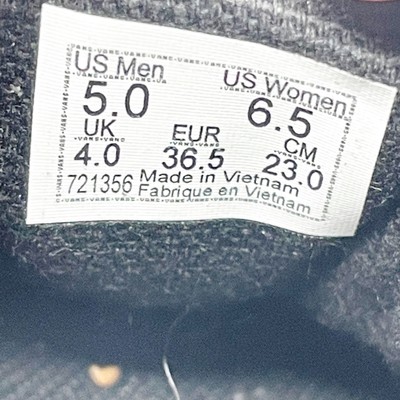 US Men US Women
5.0 6.5
UK EUR CM
4.0 36.5 23.0
721356 Made in Vietnam
Fabrique en Vietnam